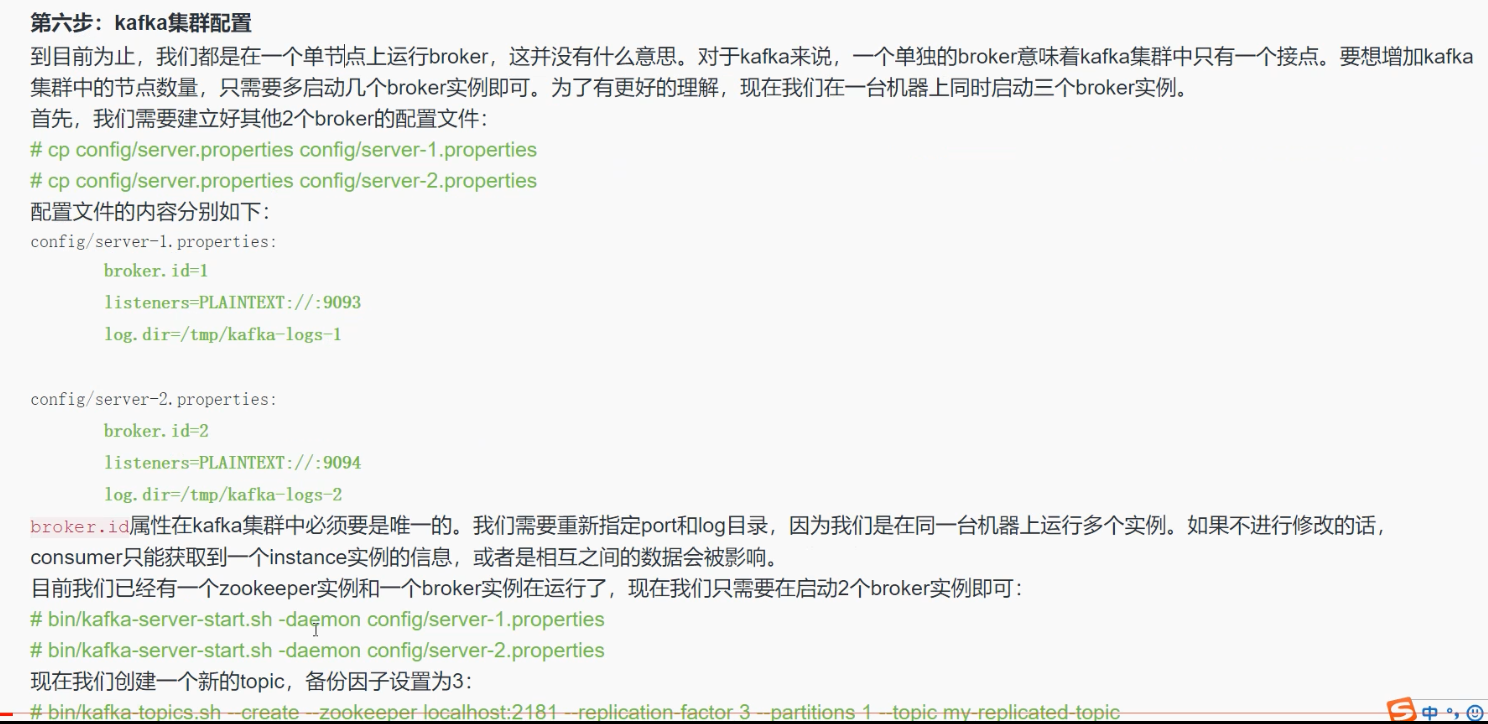 第六步：kafka集群配置
到目前为止，我们都是在一个单节点上运行broker，这并没有什么意思。对于kafka来说，一个单独的broker意味着kafka集群中只有一个接点。要想增加kafka
集群中的节点数量，只需要多启动几个broker实例即可。为了有更好的理解，现在我们在一台机器上同时启动三个broker实例。
首先，我们需要建立好其他2个broker的配置文件：
# cp config/server.properties config/server-1.properties
# cp config/server.properties config/server-2.properties
配置文件的内容分别如下：
config/server-1.properties:
broker.id=1
listeners=PLAINTEXT://:9093
log.dir=/tmp/kafka-logs-1
config/server-2.properties:
broker.id=2
listeners=PLAINTEXT://:9094
log.dir=/tmp/kafka-logs-2
broker.id属性在kafka集群中必须要是唯一的。我们需要重新指定port和log目录，因为我们是在同一台机器上运行多个实例。如果不进行修改的话，
consumer只能获取到一个instance实例的信息，或者是相互之间的数据会被影响。
目前我们已经有一个zookeeper实例和一个broker实例在运行了，现在我们只需要在启动2个broker实例即可：
# bin/kafka-server-start.sh -daemon config/server-1.properties
# bin/kafka-server-start.sh -daemon config/server-2.properties
现在我们创建一个新的topic，备份因子设置为3：
# bin/kafka-topics.sh --create --zookeeper localhost:2181 --replication-factor 3 --partitions 1 --topic my-replicated-topic
S 中